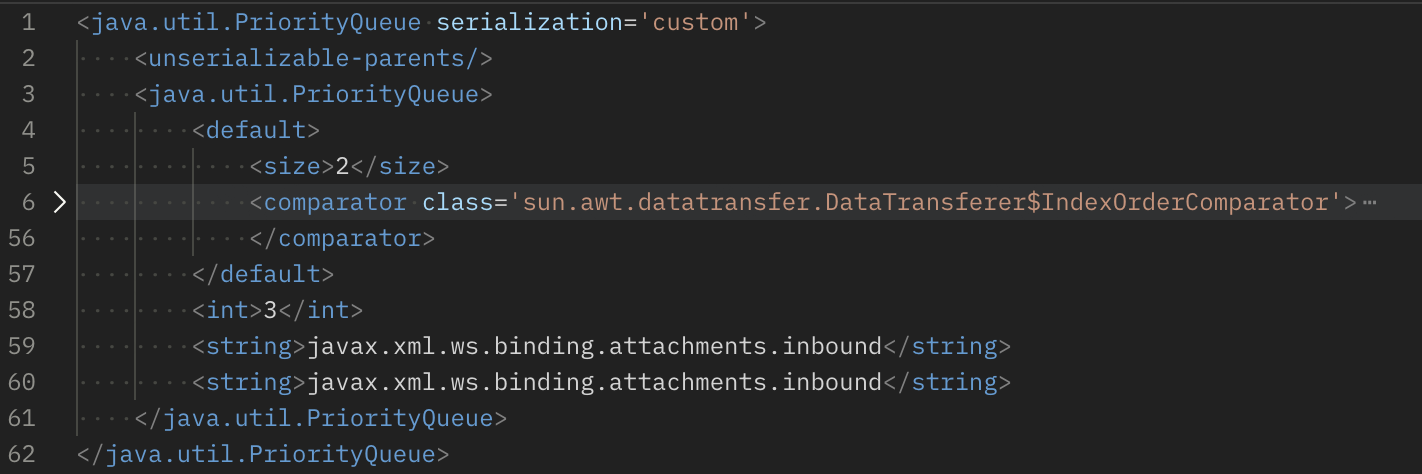 1 <java.util.PriorityQueue serialization='custom'>
2     <unserializable-parents/>
3     <java.util.PriorityQueue>
4         <default>
5             <size>2</size>
6             <comparator class='sun.awt.datatransfer.DataTransferer$IndexOrderComparator'>⋯
56             </comparator>
57         </default>
58         <int>3</int>
59         <string>javax.xml.ws.binding.attachments.inbound</string>
60         <string>javax.xml.ws.binding.attachments.inbound</string>
61     </java.util.PriorityQueue>
62 </java.util.PriorityQueue>